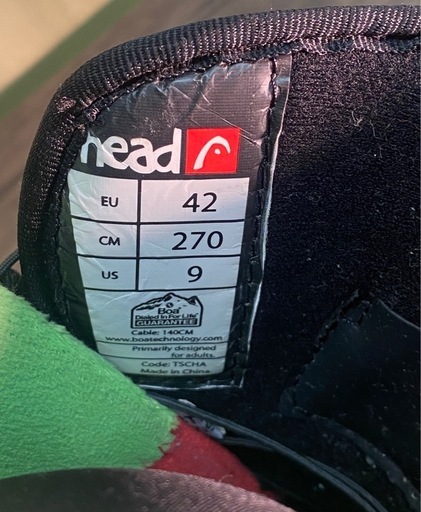 head
EU 42
CM 270
US 9
Boa
Dialed In For Life
GUARANTEE
Cable: 140CM
www.boatechnology.com
Primarily designed
for adults.
Code: TSCHA
Made in China